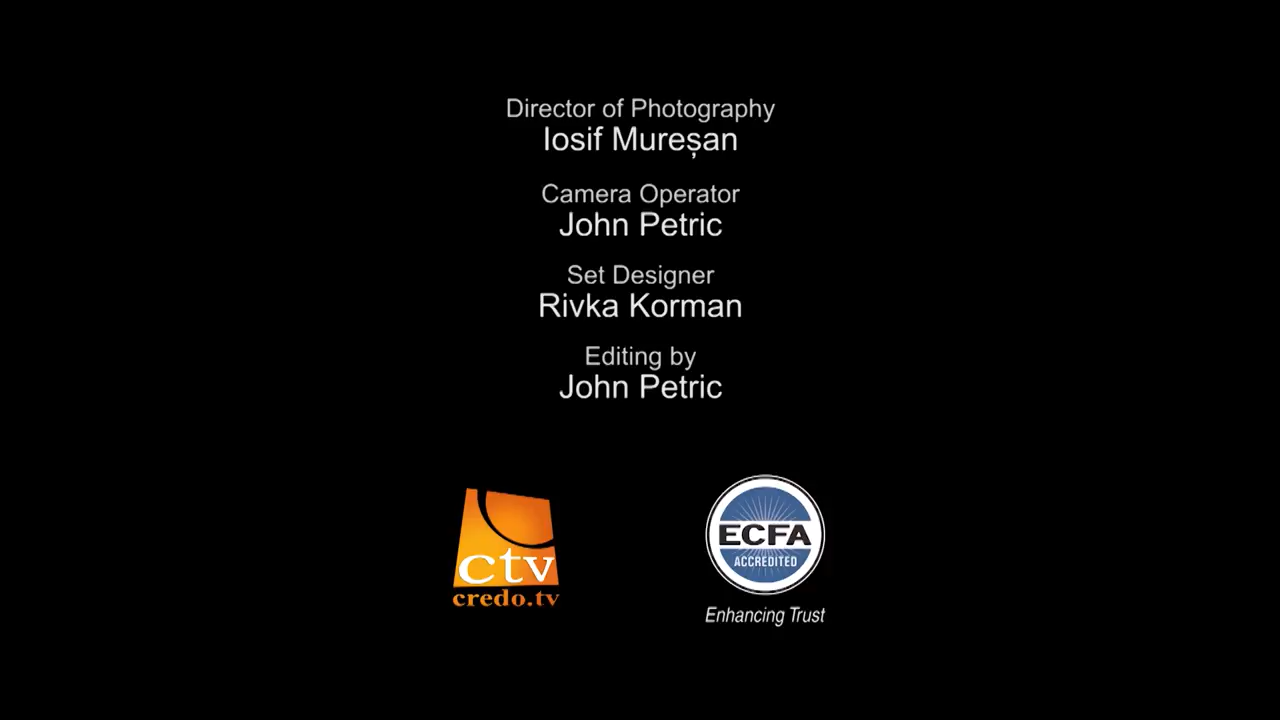 Director of Photography
Iosif Mureșan
Camera Operator
John Petric
Set Designer
Rivka Korman
Editing by
John Petric
ctv
credo.tv
ECFA
ACCREDITED
Enhancing Trust